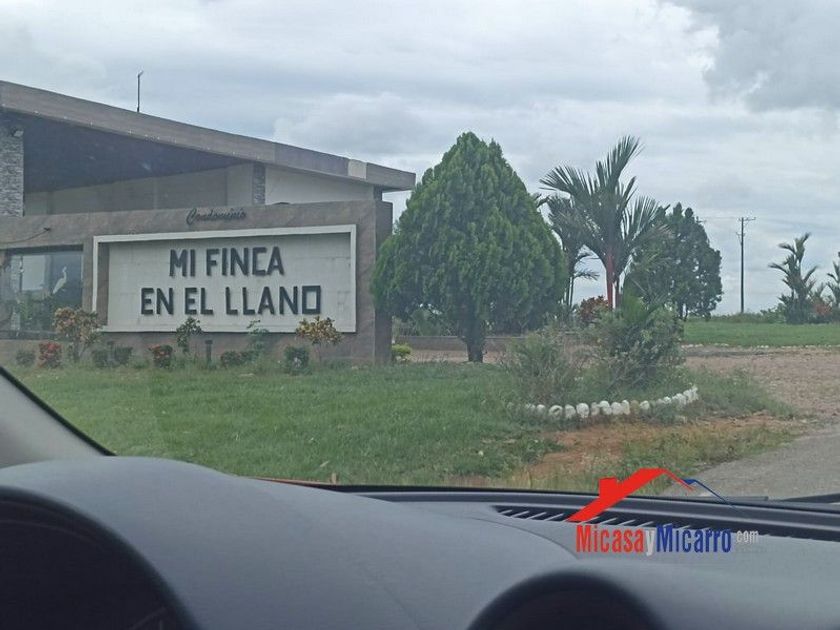 Condominio
MI FINCA
EN EL LLANO
MicasayMicarro.com